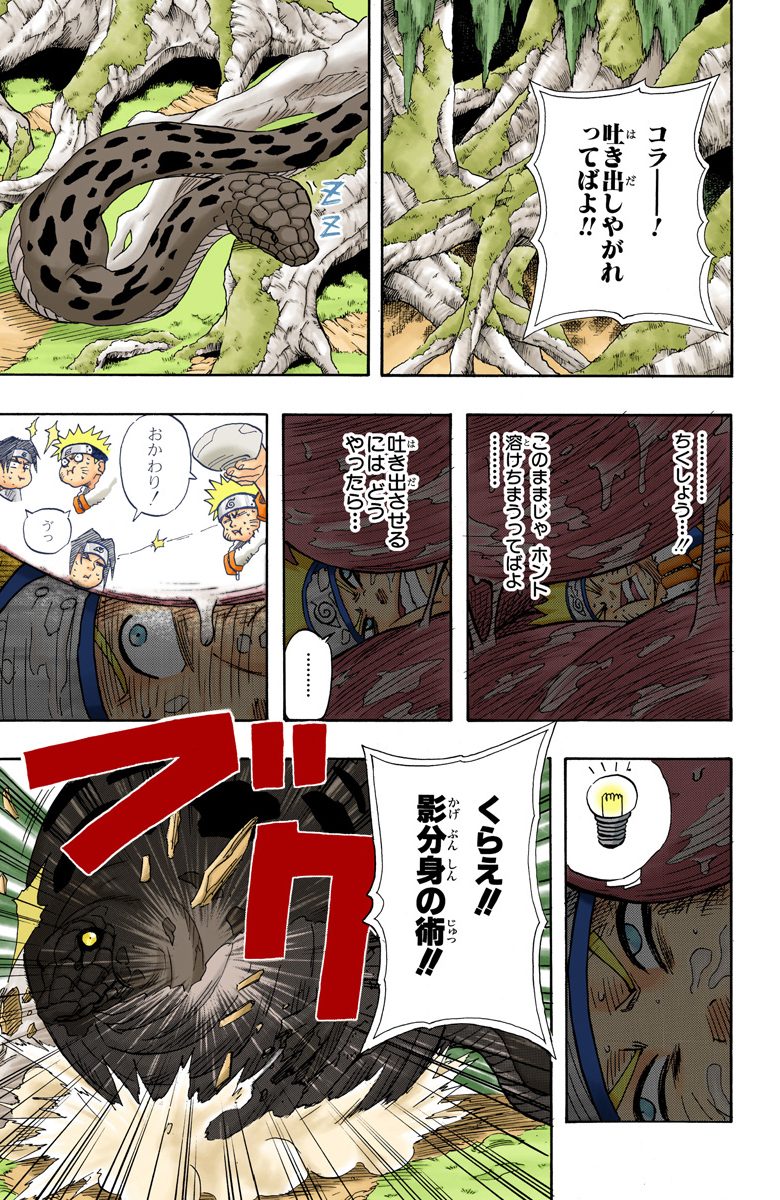 コラー！
吐き出しやがれ
ってばよ!!
ZZ
…………
ちくしょう…!!
このままじゃ ホント
溶けちまうってばよ
………
吐き出させる
にはどう
やったら…
………
おかわり！
ゔっ
くらえ!!
影分身の術!!
ブク